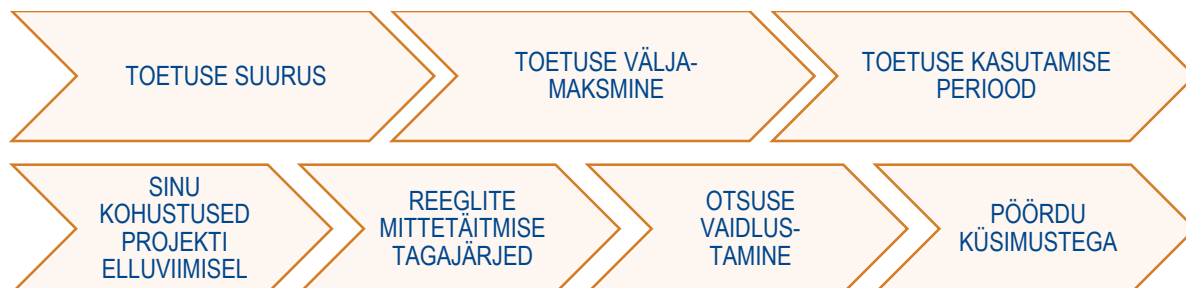 TOETUSE SUURUS
TOETUSE VÄLJA-
MAKSMINE
TOETUSE KASUTAMISE
PERIOOD
SINU
KOHUSTUSED
PROJEKTI
ELLUVIIMISEL
REEGLITE
MITTETÄITMISE
TAGAJÄRJED
OTSUSE
VAIDLUS-
TAMINE
PÖÖRDU
KÜSIMUSTEGA